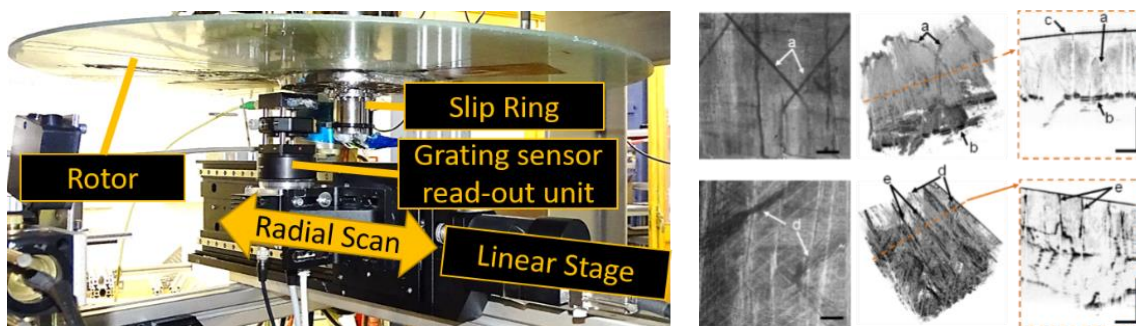 Slip Ring
Grating sensor
read-out unit
Rotor
Radial Scan
Linear Stage
a
a
b
c
a
b
d
e
d
e